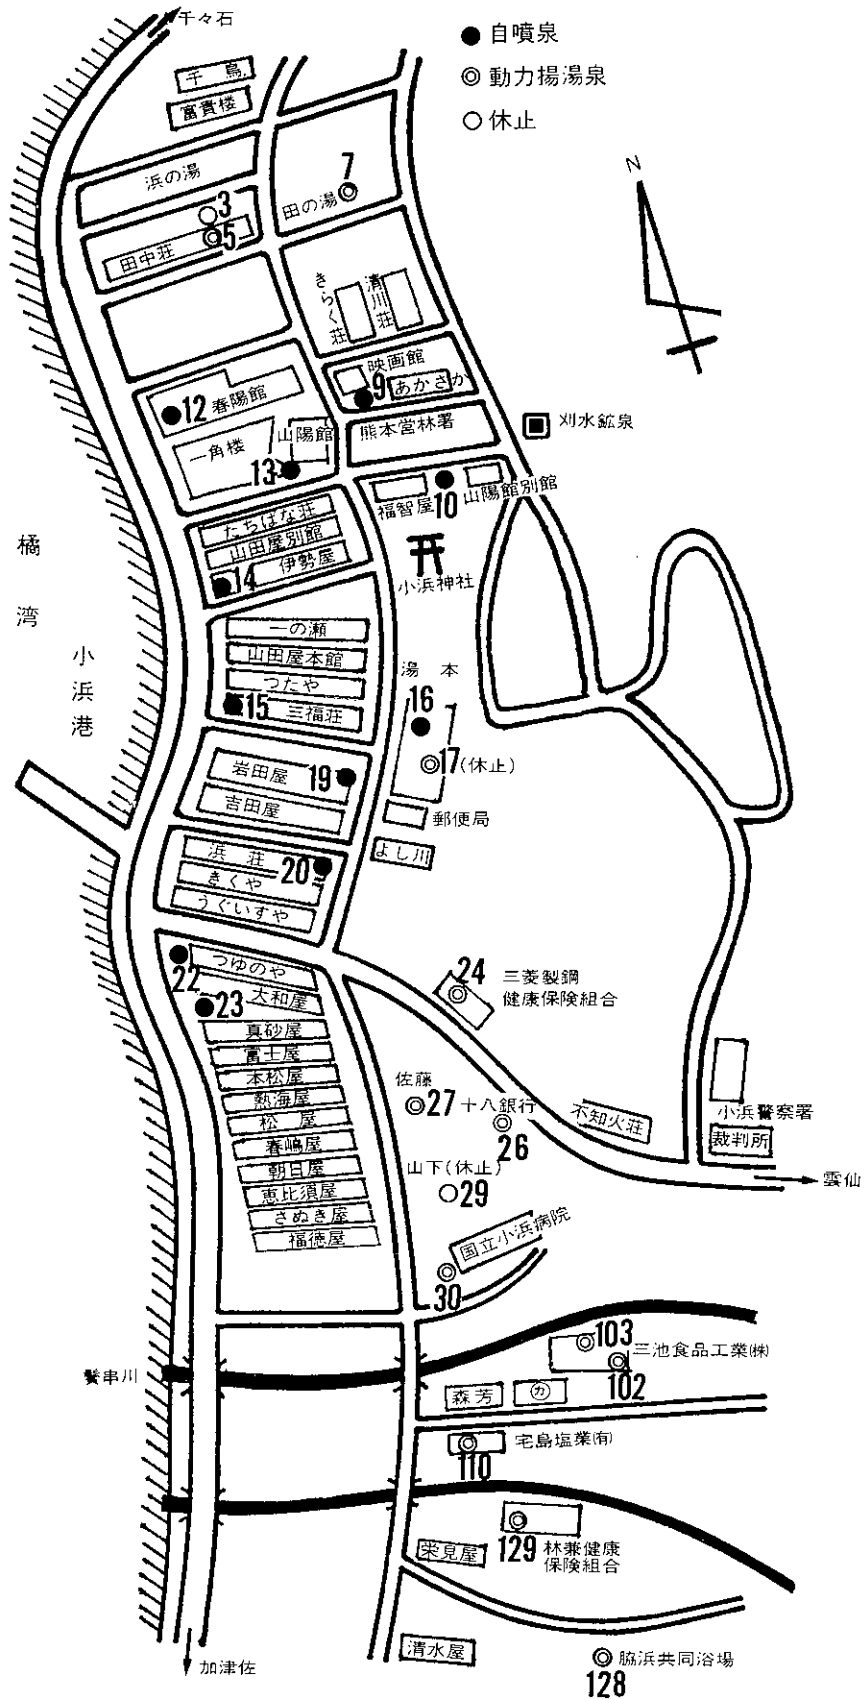 千々石
自噴泉
動力揚湯泉
休止
千鳥
富貴楼
浜の湯
7
田の湯
3
5
田中荘
N
きらく荘
清川荘
映画館
9
あかさか
12
春陽館
熊本営林署
刈水鉱泉
一角楼
山陽館
13
福智屋
10
山陽館別館
たちばな荘
山田屋別館
伊勢屋
14
小浜神社
橘湾
小浜港
一の瀬
山田屋本館
つたや
三福荘
15
湯本
16
17(休止)
岩田屋
19
吉田屋
郵便局
よし川
浜荘
きくや
20
うぐいすや
つゆのや
22
大和屋
23
24
三菱製鋼
健康保険組合
真砂屋
富士屋
本松屋
熱海屋
松屋
春嶋屋
朝日屋
恵比須屋
さぬき屋
福徳屋
佐藤
27
十八銀行
26
不知火荘
小浜警察署
裁判所
雲仙
山下(休止)
29
国立小浜病院
30
103
三池食品工業㈱
102
串川
森芳
カ
宅島塩業㈲
110
栄見屋
129
林兼健康
保険組合
清水屋
加津佐
脇浜共同浴場
128